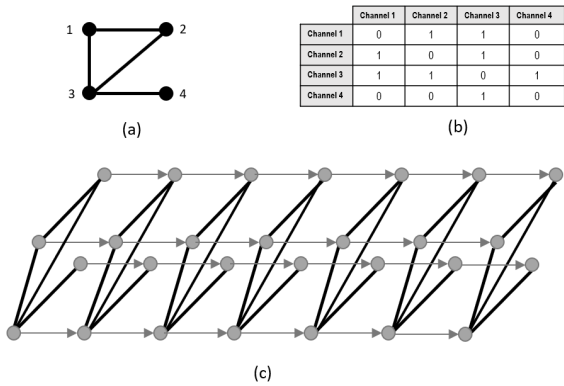 1 2
3 4
(a)
Channel 1 Channel 2 Channel 3 Channel 4
Channel 1 0 1 1 0
Channel 2 1 0 1 0
Channel 3 1 1 0 1
Channel 4 0 0 1 0
(b)
(c)